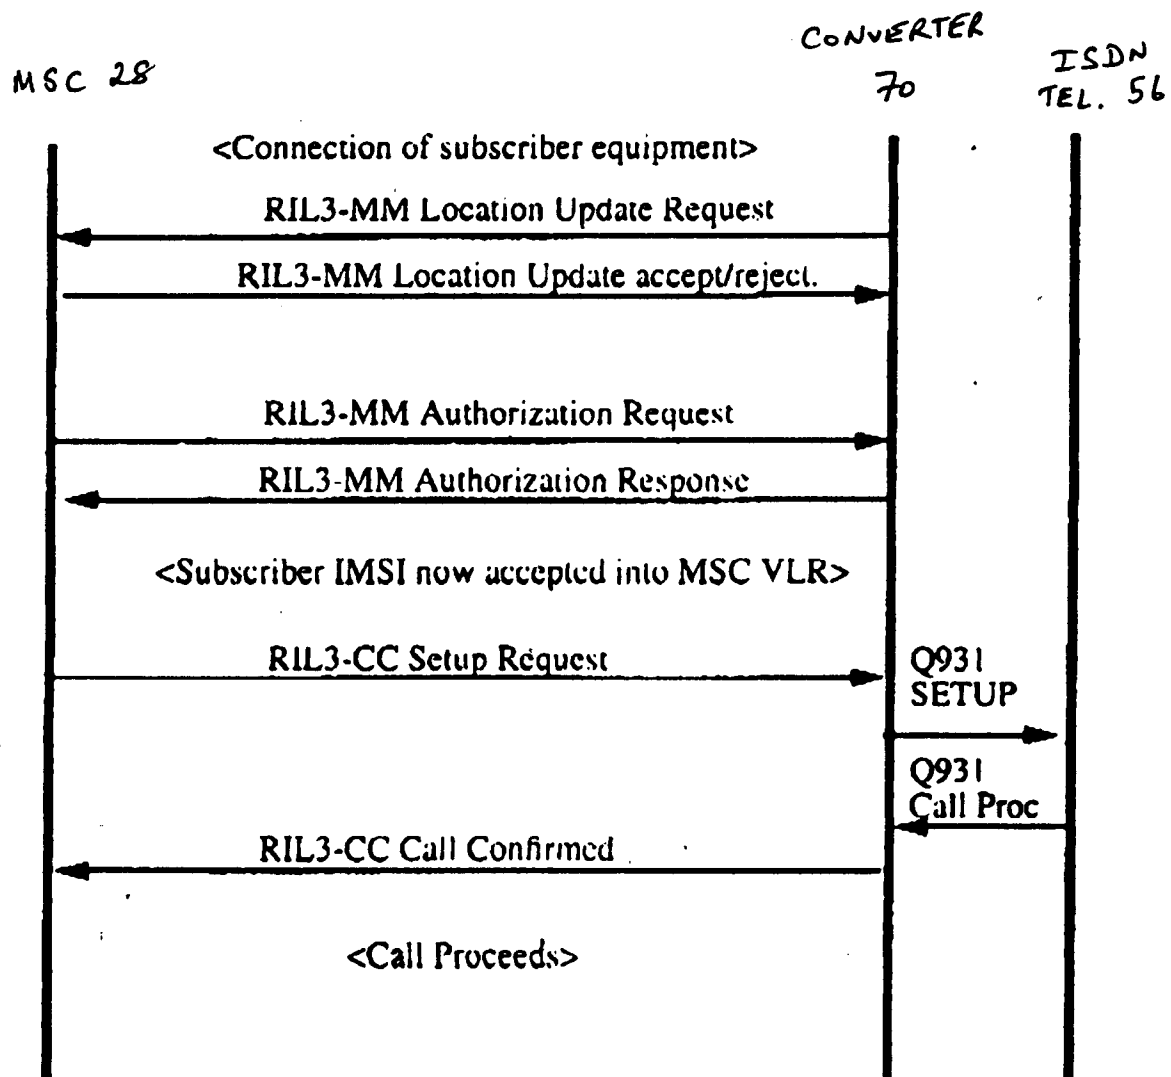 MSC 28
CONVERTER
70
ISDN
TEL. 56
<Connection of subscriber equipment>
RIL3-MM Location Update Request
RIL3-MM Location Update accept/reject.
RIL3-MM Authorization Request
RIL3-MM Authorization Response
<Subscriber IMSI now accepted into MSC VLR>
RIL3-CC Setup Request
Q931
SETUP
Q931
Call Proc
RIL3-CC Call Confirmed
<Call Proceeds>